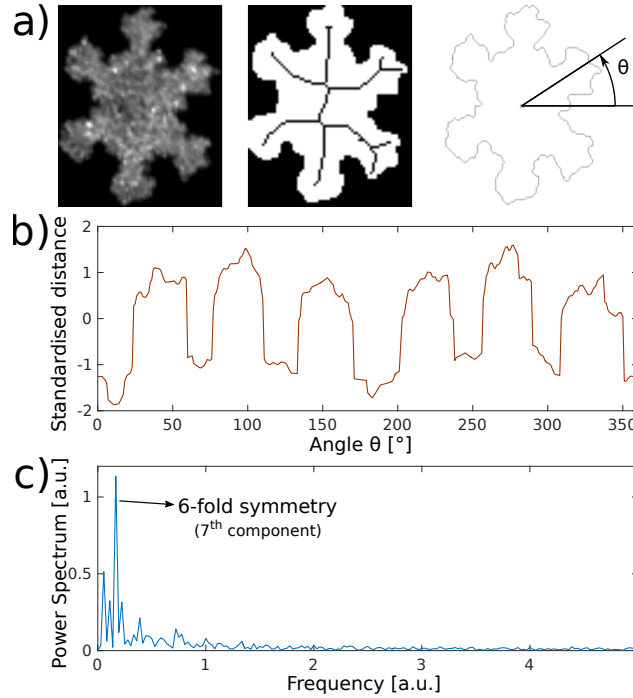 a)
θ
b)
Standardised distance
2
1
0
-1
-2
0
50
100
150
200
250
300
350
Angle θ [°]
c)
Power Spectrum [a.u.]
1
0.5
0
6-fold symmetry
(7th component)
0
1
2
3
4
Frequency [a.u.]